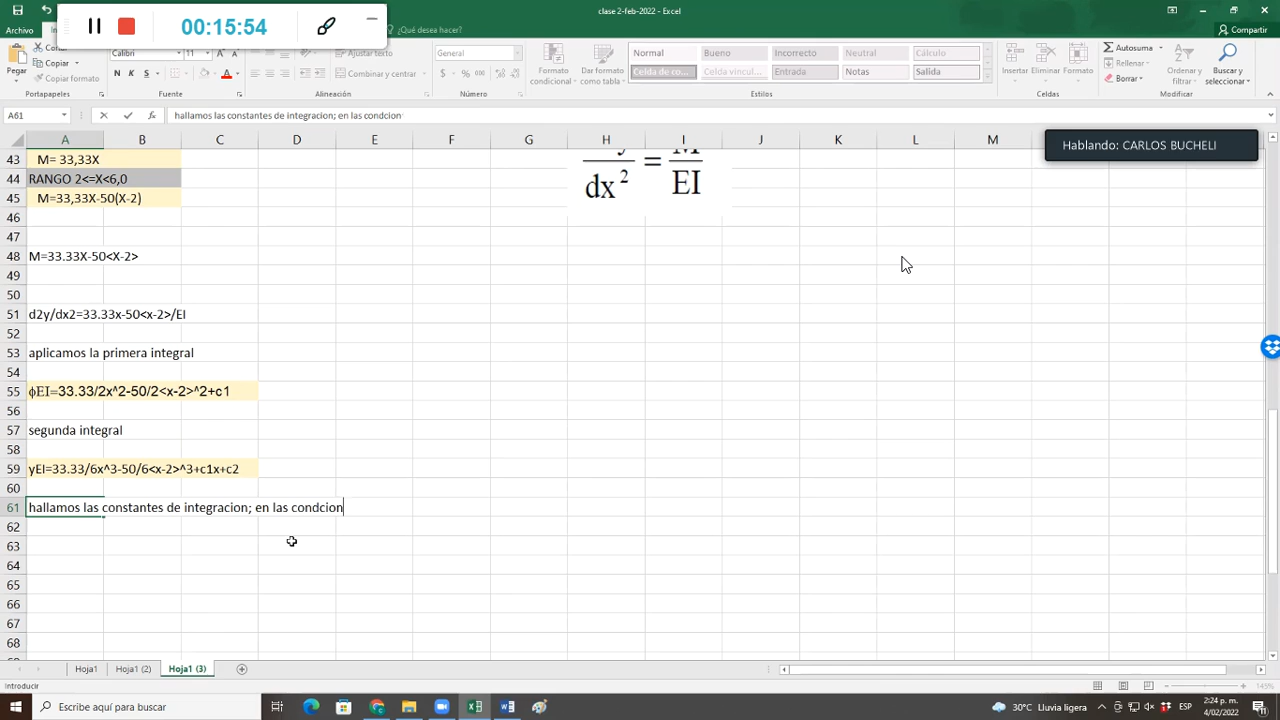 00:15:54
clase 2-feb-2022 - Excel
Archivo
In
¿Qué desea hacer?
Compartir
Pegar
Cortar
Copiar
Copiar formato
Portapapeles
Calibri
11
N K S
Fuente
Ajustar texto
Combinar y centrar
Alineación
General
$ % 000
Número
Formato condicional
Dar formato como tabla
Normal
Bueno
Incorrecto
Neutral
Cálculo
Celda de co...
Celda vincul...
Entrada
Notas
Salida
Estilos
Insertar
Eliminar
Formato
Celdas
Autosuma
Rellenar
Borrar
Ordenar y filtrar
Buscar y seleccionar
Modificar
A61
fx
hallamos las constantes de integracion; en las condcion
A B C D E F G H I J K L M
Hablando: CARLOS BUCHELI
43 M= 33,33X
44 RANGO 2<=X<6,0
45 M=33,33X-50(X-2)
dx² = EI
46
47
48 M=33.33X-50<X-2>
49
50
51 d2y/dx2=33.33x-50<x-2>/EI
52
53 aplicamos la primera integral
54
55 ϕEI=33.33/2x^2-50/2<x-2>^2+c1
56
57 segunda integral
58
59 yEI=33.33/6x^3-50/6<x-2>^3+c1x+c2
60
61 hallamos las constantes de integracion; en las condcion
62
63
64
65
66
67
68
Hoja1
Hoja1 (2)
Hoja1 (3)
Introducir
145%
Escribe aquí para buscar
30°C Lluvia ligera
ESP
2:24 p. m.
4/02/2022